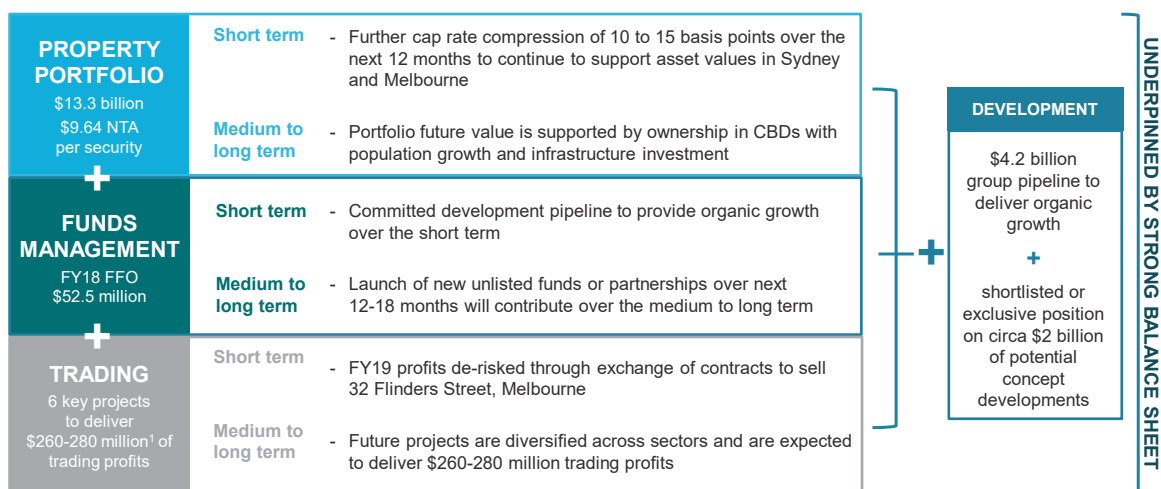 PROPERTY
PORTFOLIO
$13.3 billion
$9.64 NTA
per security
Short term
- Further cap rate compression of 10 to 15 basis points over the
next 12 months to continue to support asset values in Sydney
and Melbourne
Medium to
long term
- Portfolio future value is supported by ownership in CBDs with
population growth and infrastructure investment
+
FUNDS
MANAGEMENT
FY18 FFO
$52.5 million
Short term
- Committed development pipeline to provide organic growth
over the short term
Medium to
long term
- Launch of new unlisted funds or partnerships over next
12-18 months will contribute over the medium to long term
+
TRADING
6 key projects
to deliver
$260-280 million¹ of
trading profits
Short term
- FY19 profits de-risked through exchange of contracts to sell
32 Flinders Street, Melbourne
Medium to
long term
- Future projects are diversified across sectors and are expected
to deliver $260-280 million trading profits
+
DEVELOPMENT
$4.2 billion
group pipeline to
deliver organic
growth
+
shortlisted or
exclusive position
on circa $2 billion
of potential
concept
developments
UNDERPINNED BY STRONG BALANCE SHEET